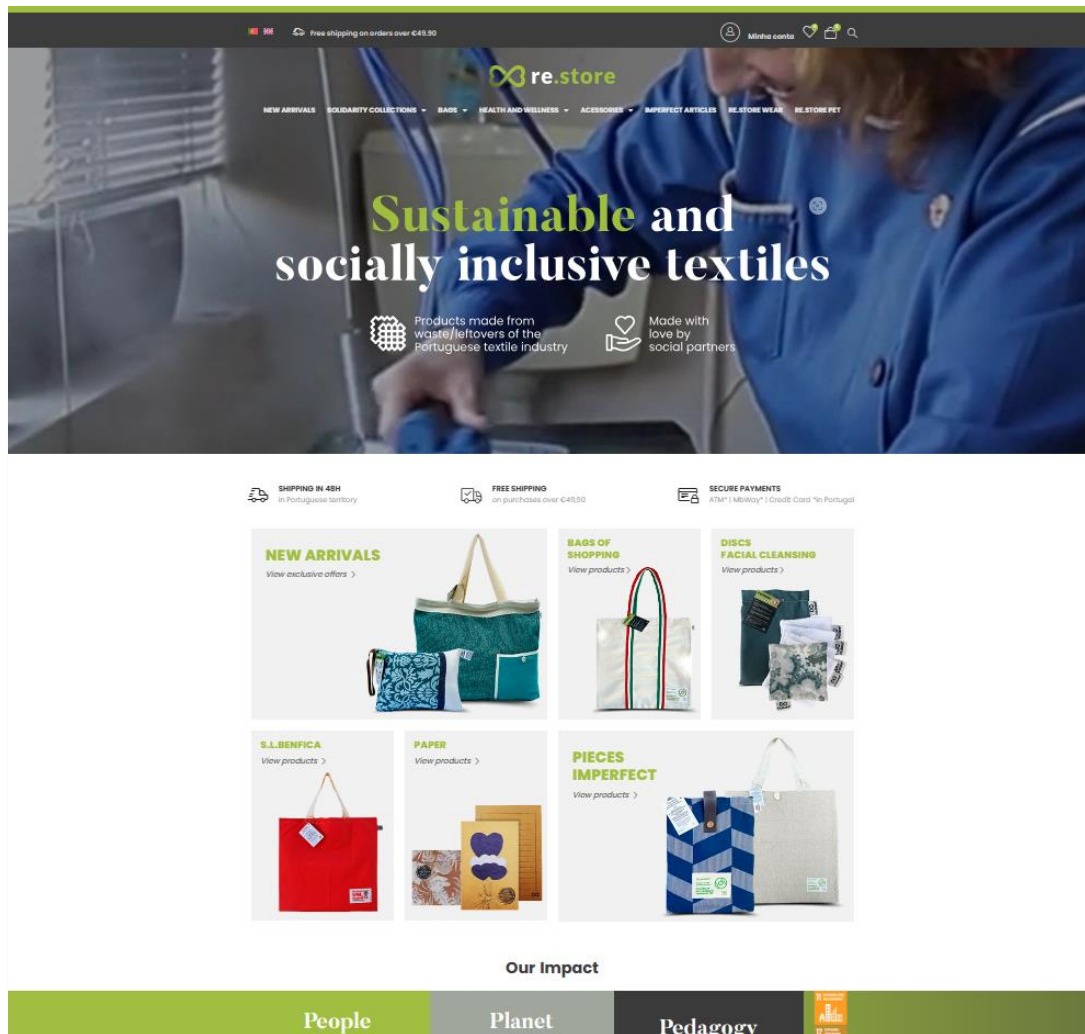 Free shipping on orders over €49.90
Minha conta
re.store
NEW ARRIVALS SOLIDARITY COLLECTIONS BAGS HEALTH AND WELLNESS ACESSORIES IMPERFECT ARTICLES RE.STORE WEAR RE.STORE PET
Sustainable and
socially inclusive textiles
Products made from
waste/leftovers of the
Portuguese textile industry
Made with
love by
social partners
SHIPPING IN 48H
in Portuguese territory
FREE SHIPPING
on purchases over €49,90
SECURE PAYMENTS
ATM* | MbWay* | Credit Card *in Portugal
NEW ARRIVALS
View exclusive offers
BAGS OF
SHOPPING
View products
DISCS
FACIAL CLEANSING
View products
S.L.BENFICA
View products
PAPER
View products
PIECES
IMPERFECT
View products
Our Impact
People
Planet
Pedagogy
11
12